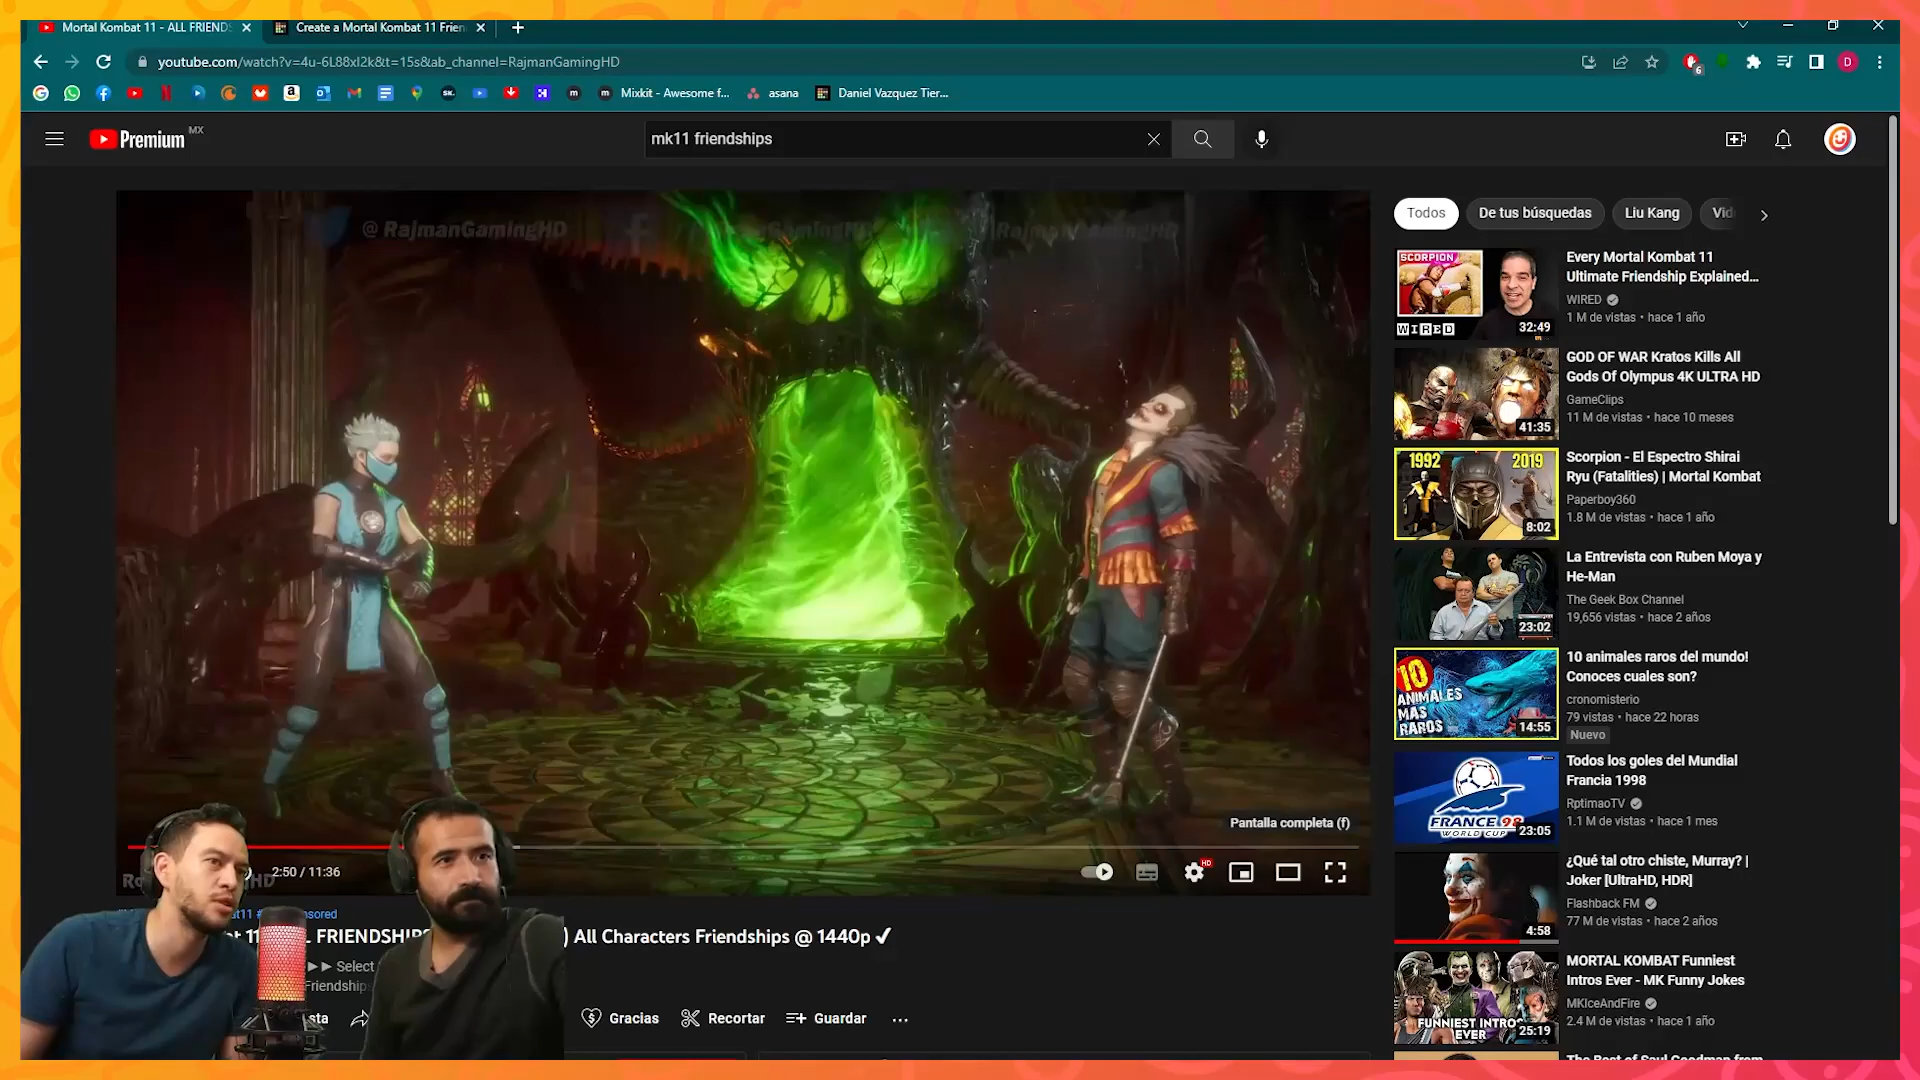 Mortal Kombat 11 - ALL FRIENDS
Create a Mortal Kombat 11 Frien
youtube.com/watch?v=4u-6L88xI2k&t=15s&ab_channel=RajmanGamingHD
6
D
SK.
m
m
Mixkit - Awesome f...
asana
Daniel Vazquez Tier...
Premium MX
mk11 friendships
@RajmanGamingHD
Todos
De tus búsquedas
Liu Kang
Vid
SCORPION
WIRED
32:49
Every Mortal Kombat 11
Ultimate Friendship Explained...
WIRED
1 M de vistas • hace 1 año
41:35
GOD OF WAR Kratos Kills All
Gods Of Olympus 4K ULTRA HD
GameClips
11 M de vistas • hace 10 meses
1992
2019
8:02
Scorpion - El Espectro Shirai
Ryu (Fatalities) | Mortal Kombat
Paperboy360
1.8 M de vistas • hace 1 año
23:02
La Entrevista con Ruben Moya y
He-Man
The Geek Box Channel
19,656 vistas • hace 2 años
10
ANIMALES
MAS
RAROS
14:55
10 animales raros del mundo!
Conoces cuales son?
cronomisterio
79 vistas • hace 22 horas
Nuevo
FRANCE 98
WORLD CUP
23:05
Todos los goles del Mundial
Francia 1998
RptimaoTV
1.1 M de vistas • hace 1 mes
4:58
¿Qué tal otro chiste, Murray? |
Joker [UltraHD, HDR]
Flashback FM
77 M de vistas • hace 2 años
FUNNIEST INTROS
EVER
25:19
MORTAL KOMBAT Funniest
Intros Ever - MK Funny Jokes
MKIceAndFire
2.4 M de vistas • hace 1 año
The Best of Saul Goodman from
Pantalla completa (f)
2:50 / 11:36
HD
FRIENDSHIP
) All Characters Friendships @ 1440p ✔
►► Select
Friendship
Gracias
Recortar
Guardar